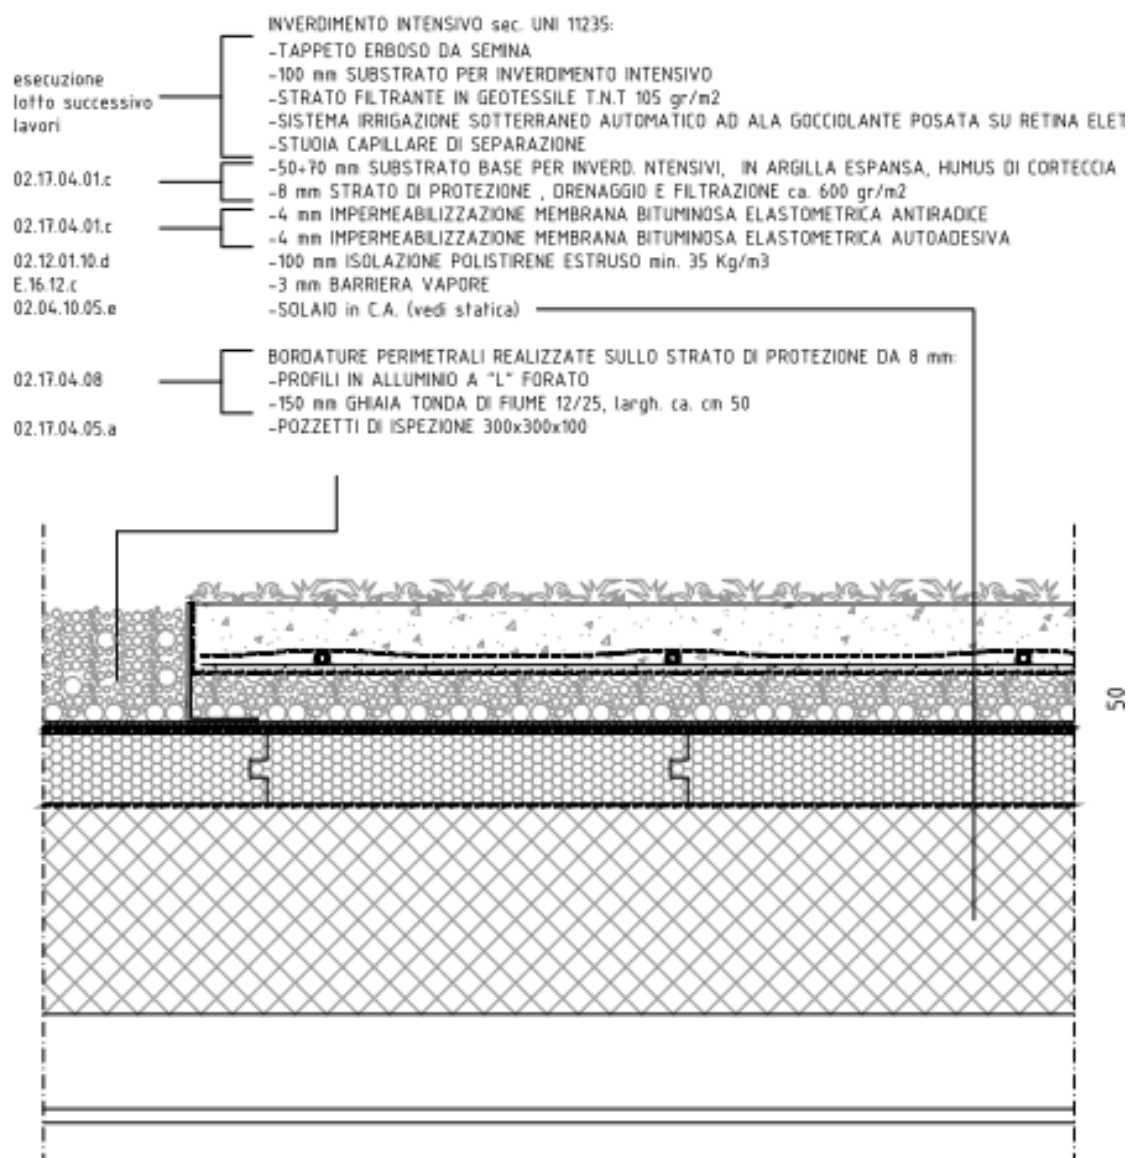 INVERDIMENTO INTENSIVO sec. UNI 11235:
-TAPPETO ERBOSO DA SEMINA
-100 mm SUBSTRATO PER INVERDIMENTO INTENSIVO
-STRATO FILTRANTE IN GEOTESSILE T.N.T 105 gr/m2
-SISTEMA IRRIGAZIONE SOTTERRANEO AUTOMATICO AD ALA GOCCIOLANTE POSATA SU RETINA ELET
-STUOIA CAPILLARE DI SEPARAZIONE
esecuzione
lotto successivo
lavori
-50÷70 mm SUBSTRATO BASE PER INVERD. NTENSIVI, IN ARGILLA ESPANSA, HUMUS DI CORTECCIA
02.17.04.01.c
-8 mm STRATO DI PROTEZIONE , DRENAGGIO E FILTRAZIONE ca. 600 gr/m2
-4 mm IMPERMEABILIZZAZIONE MEMBRANA BITUMINOSA ELASTOMETRICA ANTIRADICE
02.17.04.01.c
-4 mm IMPERMEABILIZZAZIONE MEMBRANA BITUMINOSA ELASTOMETRICA AUTOADESIVA
02.12.01.10.d -100 mm ISOLAZIONE POLISTIRENE ESTRUSO min. 35 Kg/m3
E.16.12.c -3 mm BARRIERA VAPORE
02.04.10.05.e -SOLAIO in C.A. (vedi statica)
BORDATURE PERIMETRALI REALIZZATE SULLO STRATO DI PROTEZIONE DA 8 mm:
02.17.04.08 -PROFILI IN ALLUMINIO A "L" FORATO
-150 mm GHIAIA TONDA DI FIUME 12/25, largh. ca. cm 50
02.17.04.05.a -POZZETTI DI ISPEZIONE 300x300x100
50